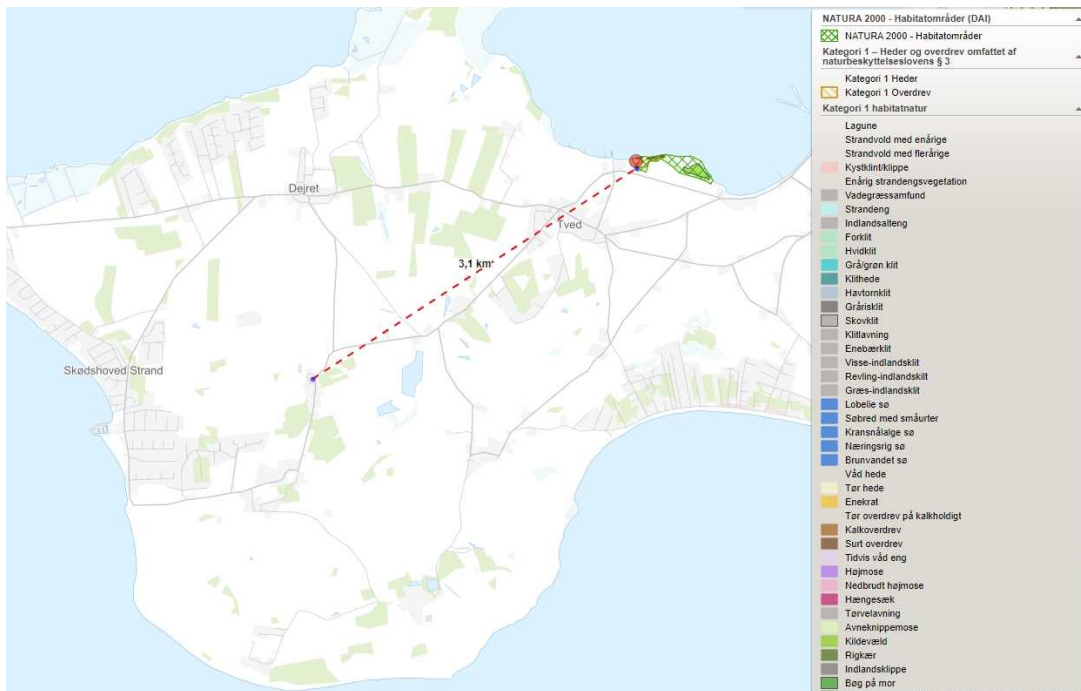 Dejret
Tved
3,1 km
Skødshoved Strand
NATURA 2000 - Habitatområder (DAI)
NATURA 2000 - Habitatområder
Kategori 1 – Heder og overdrev omfattet af
naturbeskyttelseslovens § 3
Kategori 1 Heder
Kategori 1 Overdrev
Kategori 1 habitatnatur
Lagune
Strandvold med enårige
Strandvold med flerårige
Kystklint/klippe
Enårig strandengsvegetation
Vadegræssamfund
Strandeng
Indlandsalteng
Forklit
Hvidklit
Grå/grøn klit
Klithede
Havtornklit
Grårisklit
Skovklit
Klitlavning
Enebærklit
Visse-indlandsklit
Revling-indlandskilt
Græs-indlandsklit
Lobelie sø
Søbred med småurter
Kransnålalge sø
Næringsrig sø
Brunvandet sø
Våd hede
Tør hede
Enekrat
Tør overdrev på kalkholdigt
Kalkoverdrev
Surt overdrev
Tidvis våd eng
Højmose
Nedbrudt højmose
Hængesæk
Tørvelavning
Avneknippemose
Kildevæld
Rigkær
Indlandsklippe
Bøg på mor